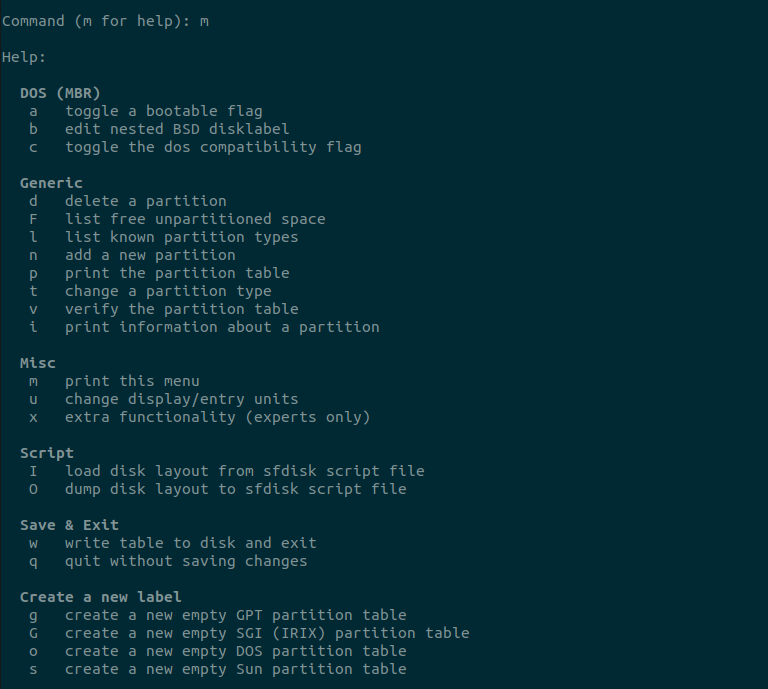 Command (m for help): m
Help:
DOS (MBR)
a toggle a bootable flag
b edit nested BSD disklabel
c toggle the dos compatibility flag
Generic
d delete a partition
F list free unpartitioned space
l list known partition types
n add a new partition
p print the partition table
t change a partition type
v verify the partition table
i print information about a partition
Misc
m print this menu
u change display/entry units
x extra functionality (experts only)
Script
I load disk layout from sfdisk script file
O dump disk layout to sfdisk script file
Save & Exit
w write table to disk and exit
q quit without saving changes
Create a new label
g create a new empty GPT partition table
G create a new empty SGI (IRIX) partition table
o create a new empty DOS partition table
s create a new empty Sun partition table